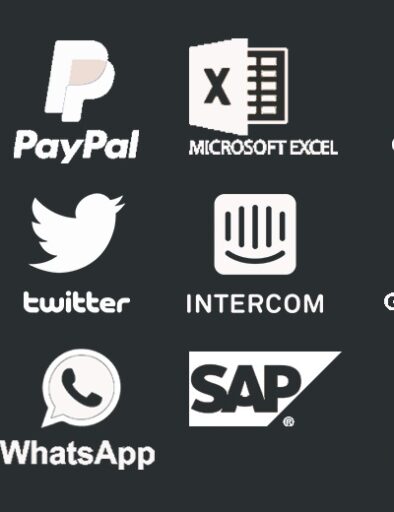 PayPal
X
MICROSOFT EXCEL
twitter
INTERCOM
WhatsApp
SAP®